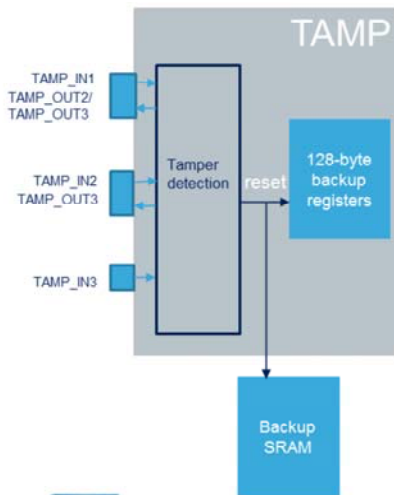 TAMP
TAMP_IN1
TAMP_OUT2/
TAMP_OUT3
TAMP_IN2
TAMP_OUT3
TAMP_IN3
Tamper
detection
reset
128-byte
backup
registers
Backup
SRAM